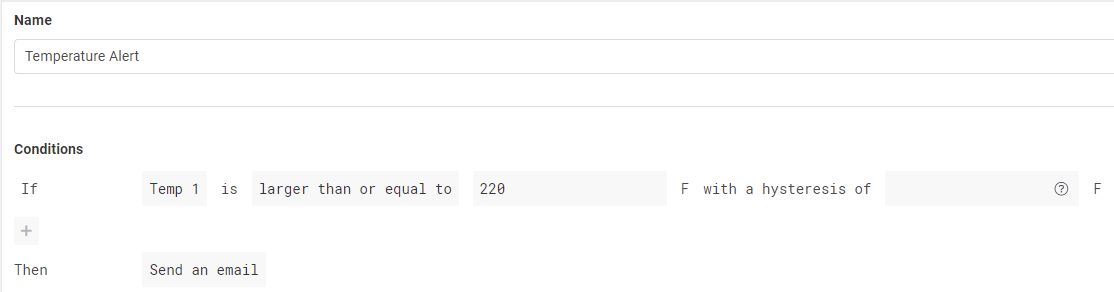 Name
Temperature Alert
Conditions
If Temp 1 is larger than or equal to 220 F with a hysteresis of ? F
+
Then Send an email